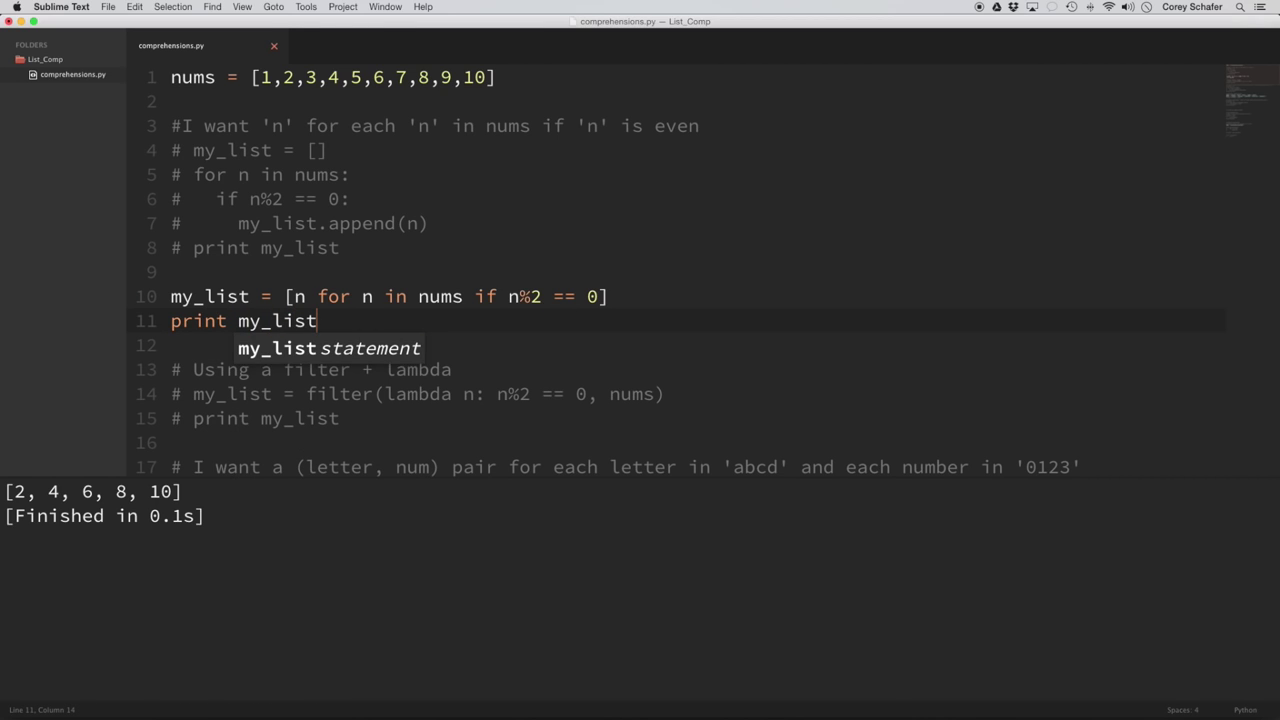 Sublime Text File Edit Selection Find View Goto Tools Project Window Help Corey Schafer
comprehensions.py — List_Comp
FOLDERS
List_Comp
comprehensions.py
comprehensions.py
1 nums = [1,2,3,4,5,6,7,8,9,10]
2
3 #I want 'n' for each 'n' in nums if 'n' is even
4 # my_list = []
5 # for n in nums:
6 #   if n%2 == 0:
7 #     my_list.append(n)
8 # print my_list
9
10 my_list = [n for n in nums if n%2 == 0]
11 print my_list
my_list statement
12
13 # Using a filter + lambda
14 # my_list = filter(lambda n: n%2 == 0, nums)
15 # print my_list
16
17 # I want a (letter, num) pair for each letter in 'abcd' and each number in '0123'
[2, 4, 6, 8, 10]
[Finished in 0.1s]
Line 11, Column 14 Spaces: 4 Python